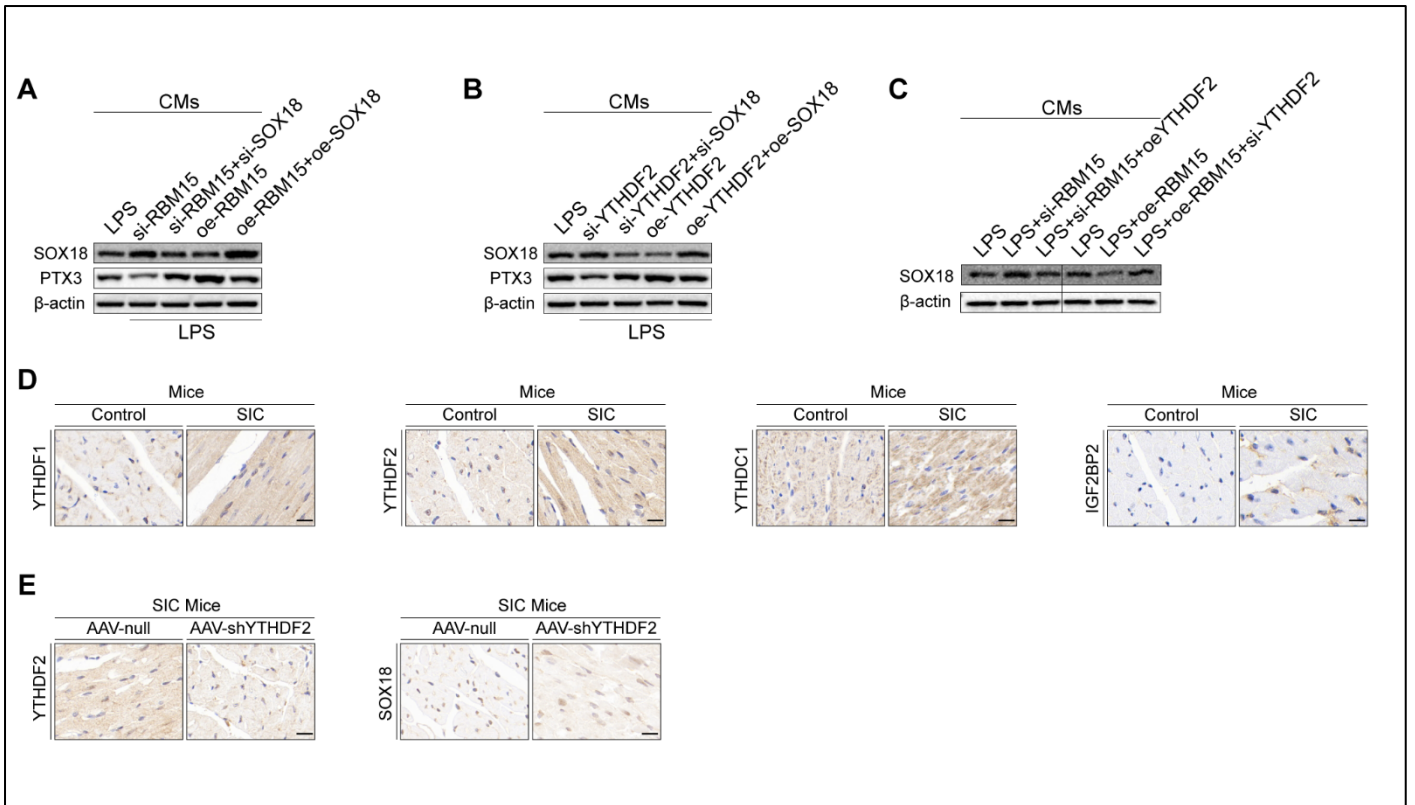 A
CMs
LPS
si-RBM15
si-RBM15+si-SOX18
oe-RBM15
oe-RBM15+oe-SOX18
SOX18
PTX3
β-actin
LPS
B
CMs
LPS
si-YTHDF2
si-YTHDF2+si-SOX18
oe-YTHDF2
oe-YTHDF2+oe-SOX18
SOX18
PTX3
β-actin
LPS
C
CMs
LPS
LPS+si-RBM15
LPS+si-RBM15+oeYTHDF2
LPS
LPS+oe-RBM15
LPS+oe-RBM15+si-YTHDF2
SOX18
β-actin
D
Mice
Control SIC
YTHDF1
Mice
Control SIC
YTHDF2
Mice
Control SIC
YTHDC1
Mice
Control SIC
IGF2BP2
E
SIC Mice
AAV-null AAV-shYTHDF2
YTHDF2
SIC Mice
AAV-null AAV-shYTHDF2
SOX18